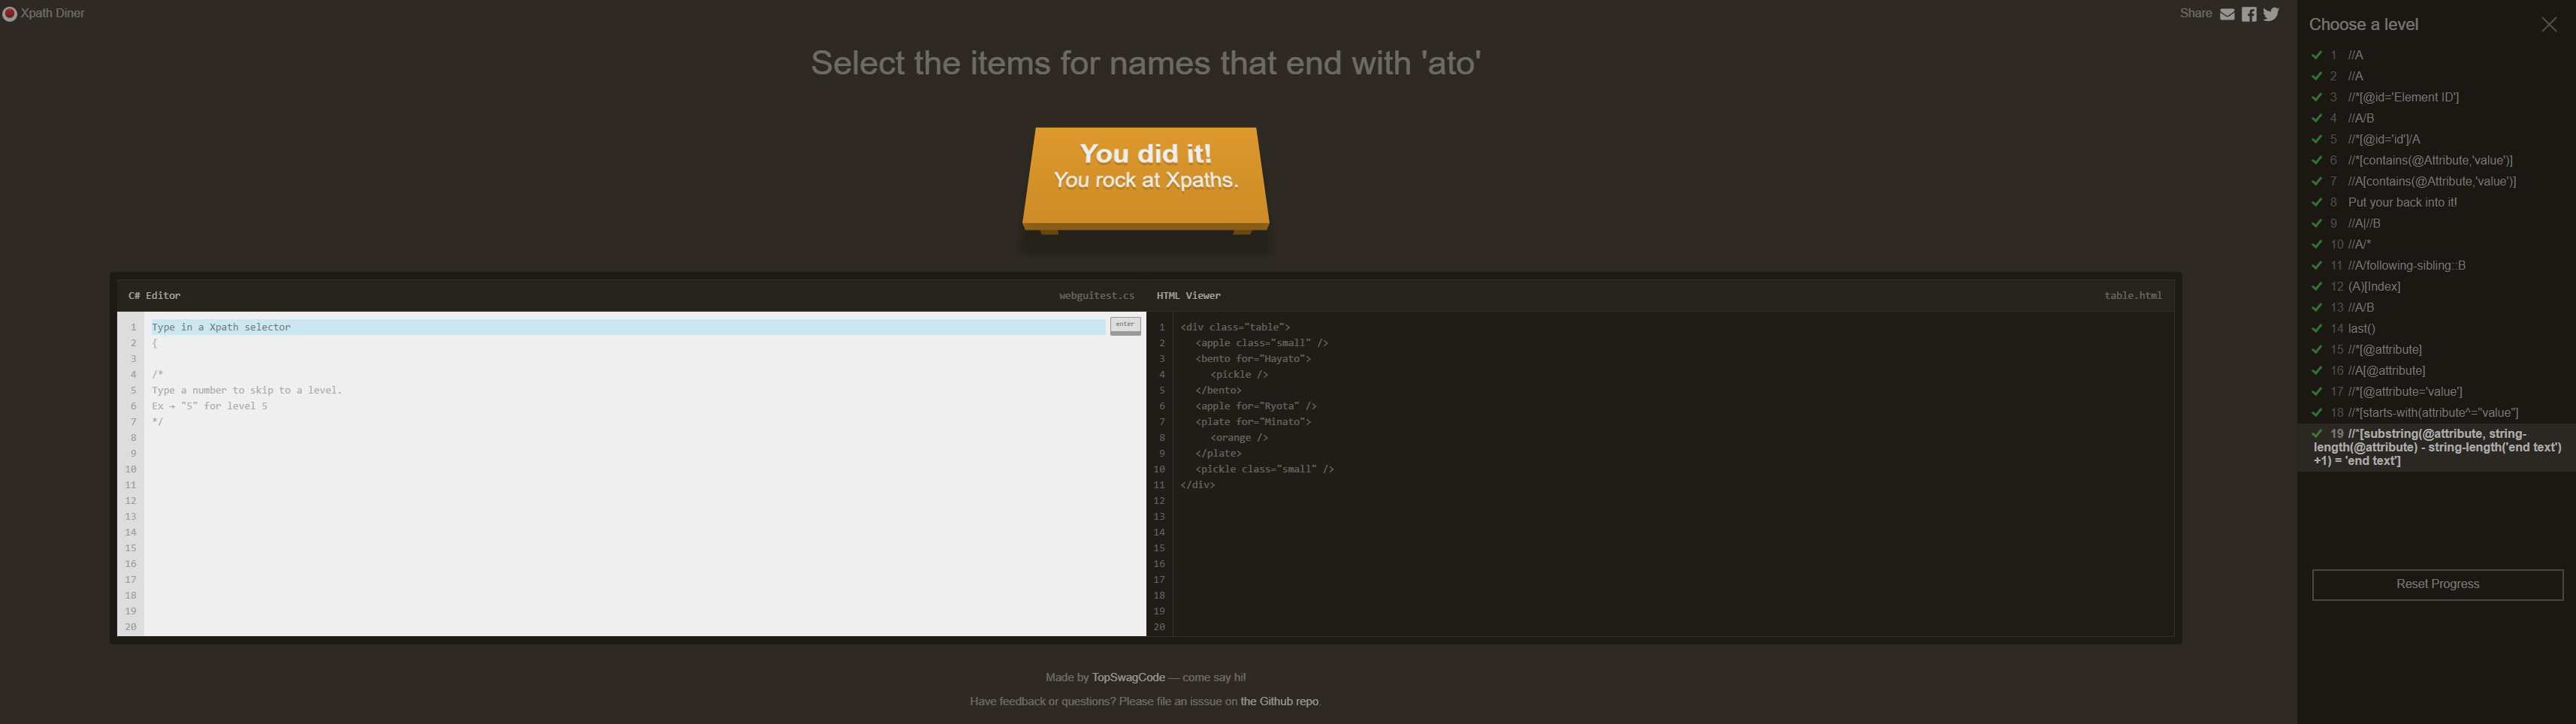 Xpath Diner
Share
Select the items for names that end with 'ato'
You did it!
You rock at Xpaths.
C# Editor
webguitest.cs
HTML Viewer
table.html
1 Type in a Xpath selector
enter
2 {
3
4 /*
5 Type a number to skip to a level.
6 Ex → "5" for level 5
7 */
8
9
10
11
12
13
14
15
16
17
18
19
20
1 <div class="table">
2 <apple class="small" />
3 <bento for="Hayato">
4 <pickle />
5 </bento>
6 <apple for="Ryota" />
7 <plate for="Minato">
8 <orange />
9 </plate>
10 <pickle class="small" />
11 </div>
12
13
14
15
16
17
18
19
20
Made by TopSwagCode — come say hi!
Have feedback or questions? Please file an isssue on the Github repo.
Choose a level
1 //A
2 //A
3 //*[@id='Element ID']
4 //A/B
5 //*[@id='id']/A
6 //*[contains(@Attribute,'value')]
7 //A[contains(@Attribute,'value')]
8 Put your back into it!
9 //A|//B
10 //A/*
11 //A/following-sibling::B
12 (A)[Index]
13 //A/B
14 last()
15 //*[@attribute]
16 //A[@attribute]
17 //*[@attribute='value']
18 //*[starts-with(attribute^="value"]
19 //*[substring(@attribute, string-
length(@attribute) - string-length('end text')
+1) = 'end text']
Reset Progress